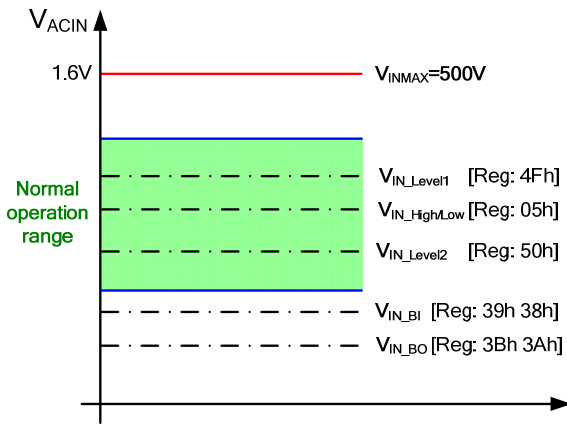 VACIN
1.6V
VINMAX=500V
Normal
operation
range
VIN_Level1 [Reg: 4Fh]
VIN_High/Low [Reg: 05h]
VIN_Level2 [Reg: 50h]
VIN_BI [Reg: 39h 38h]
VIN_BO [Reg: 3Bh 3Ah]